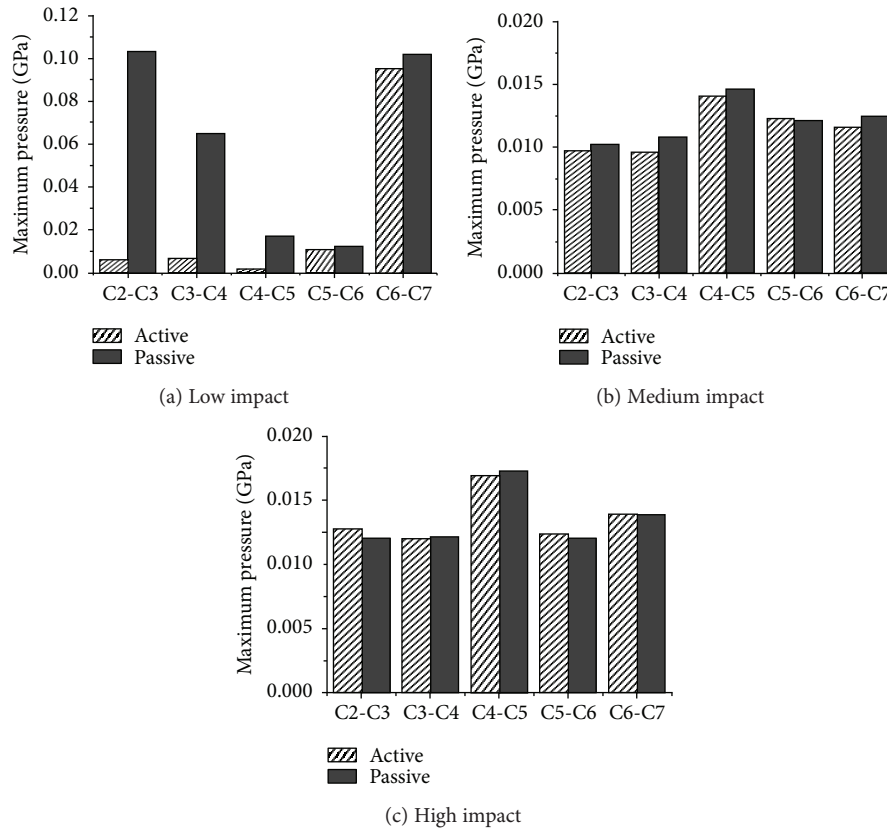 Maximum pressure (GPa)
0.12
0.10
0.08
0.06
0.04
0.02
0.00
C2-C3 C3-C4 C4-C5 C5-C6 C6-C7
Active
Passive
(a) Low impact
Maximum pressure (GPa)
0.020
0.015
0.010
0.005
0.000
C2-C3 C3-C4 C4-C5 C5-C6 C6-C7
Active
Passive
(b) Medium impact
Maximum pressure (GPa)
0.020
0.015
0.010
0.005
0.000
C2-C3 C3-C4 C4-C5 C5-C6 C6-C7
Active
Passive
(c) High impact